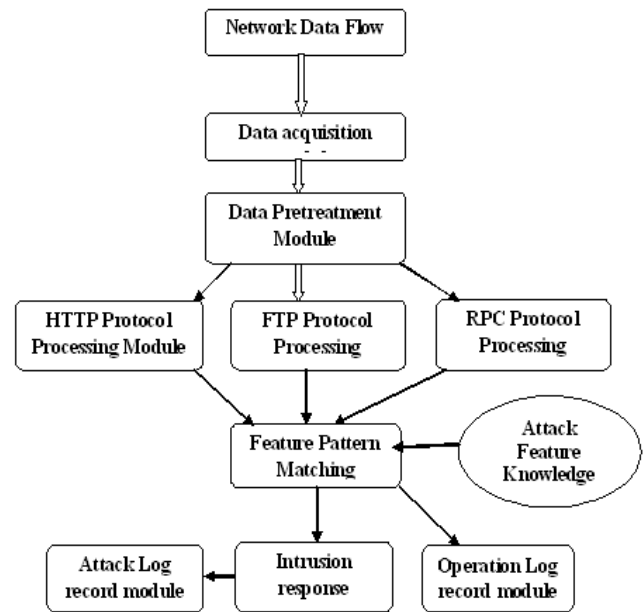 Network Data Flow
Data acquisition
Data Pretreatment
Module
HTTP Protocol
Processing Module
FTP Protocol
Processing
RPC Protocol
Processing
Attack
Feature
Knowledge
Feature Pattern
Matching
Attack Log
record module
Intrusion
response
Operation Log
record module